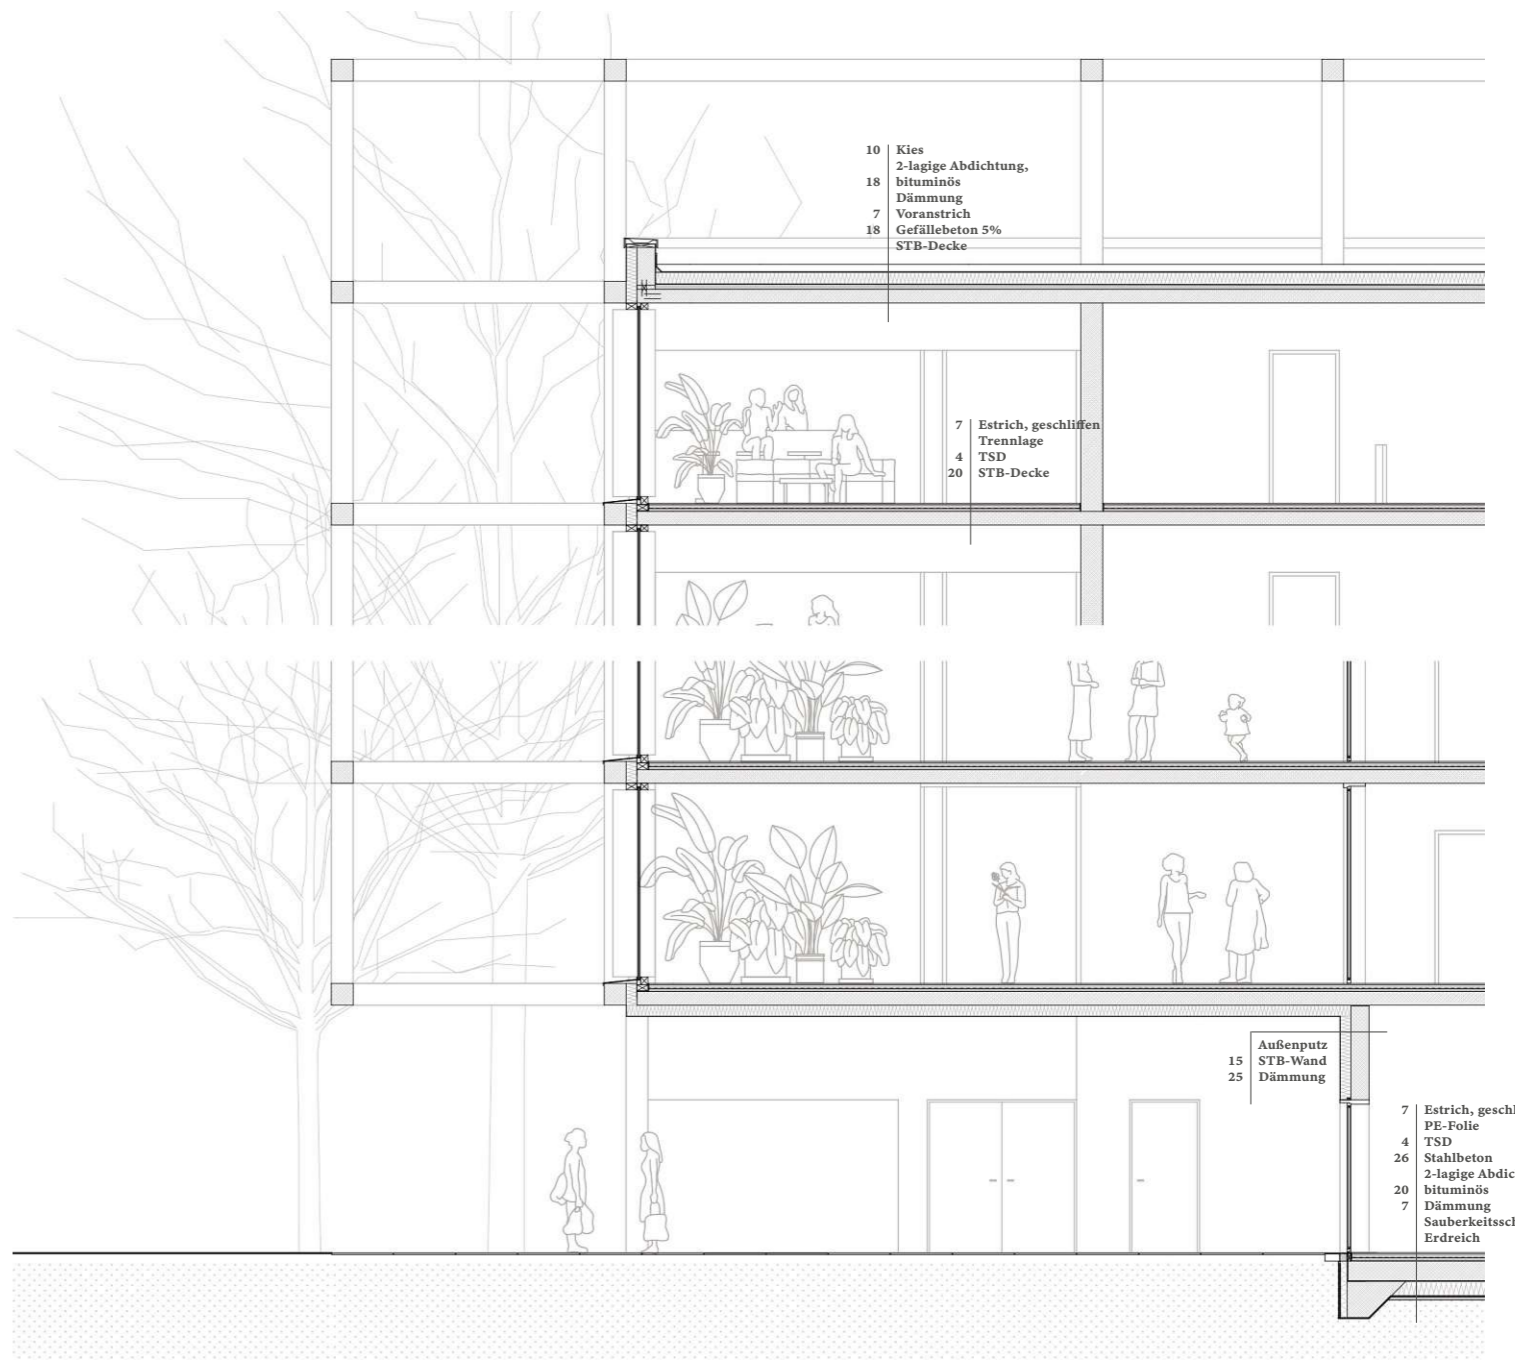 10 Kies
2-lagige Abdichtung,
18 bituminös
Dämmung
7 Voranstrich
18 Gefällebeton 5%
STB-Decke
7 Estrich, geschliffen
Trennlage
4 TSD
20 STB-Decke
Außenputz
15 STB-Wand
25 Dämmung
7 Estrich, geschl
PE-Folie
4 TSD
26 Stahlbeton
2-lagige Abdic
20 bituminös
7 Dämmung
Sauberkeitssch
Erdreich